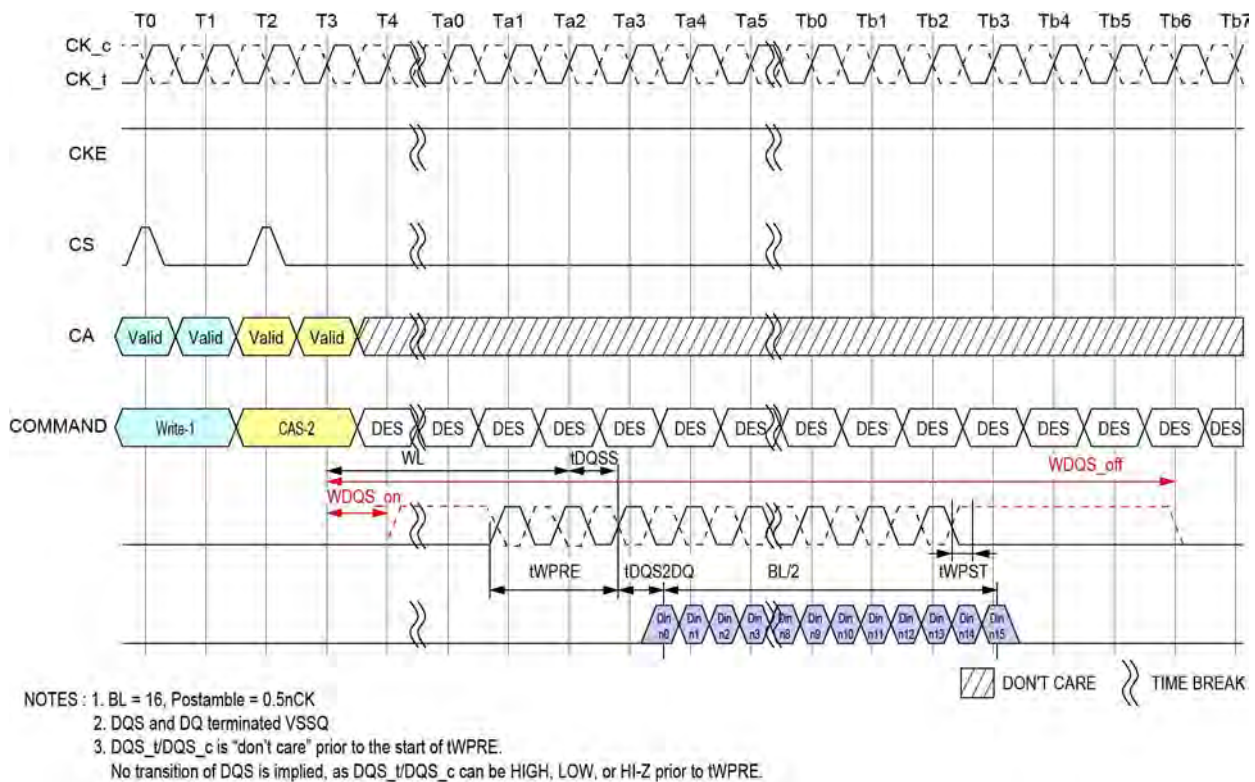 T0 T1 T2 T3 T4 Ta0 Ta1 Ta2 Ta3 Ta4 Ta5 Tb0 Tb1 Tb2 Tb3 Tb4 Tb5 Tb6 Tb7
CK_c
CK_t
CKE
CS
CA Valid Valid Valid Valid
COMMAND Write-1 CAS-2 DES DES DES DES DES DES DES DES DES DES DES DES DES DES DES
WL tDQSS WDQS_off
WDQS_on
tWPRE tDQS2DQ BL/2 tWPST
Din n0 Din n1 Din n2 Din n3 Din n8 Din n9 Din n10 Din n11 Din n12 Din n13 Din n14 Din n15
DON'T CARE TIME BREAK
NOTES : 1. BL = 16, Postamble = 0.5nCK
2. DQS and DQ terminated VSSQ
3. DQS_t/DQS_c is "don't care" prior to the start of tWPRE.
No transition of DQS is implied, as DQS_t/DQS_c can be HIGH, LOW, or HI-Z prior to tWPRE.